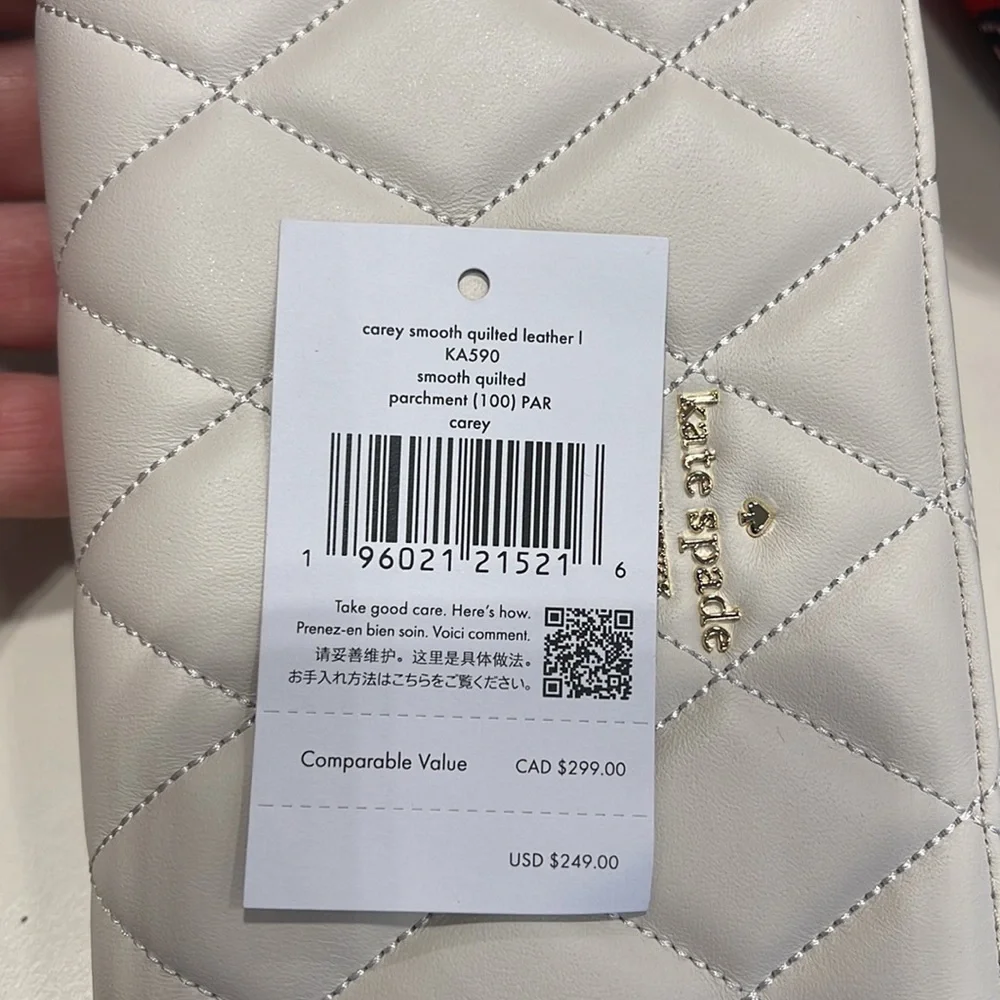 carey smooth quilted leather l
KA590
smooth quilted
parchment (100) PAR
carey
1 96021 21521 6
Take good care. Here's how.
Prenez-en bien soin. Voici comment.
请妥善维护。这里是具体做法。
お手入れ方法はこちらをご覧ください。
Comparable Value CAD $299.00
USD $249.00
kate spade